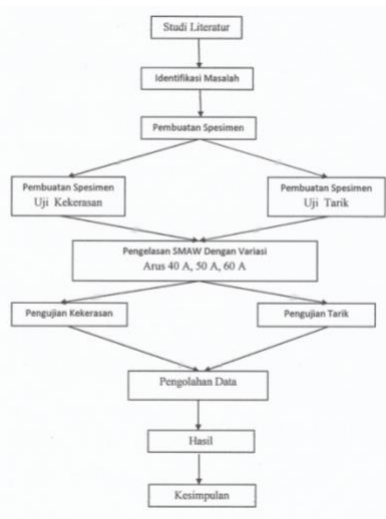 Studi Literatur
Identifikasi Masalah
Pembuatan Spesimen
Pembuatan Spesimen
Uji Kekerasan
Pembuatan Spesimen
Uji Tarik
Pengelasan SMAW Dengan Variasi
Arus 40 A, 50 A, 60 A
Pengujian Kekerasan
Pengujian Tarik
Pengolahan Data
Hasil
Kesimpulan